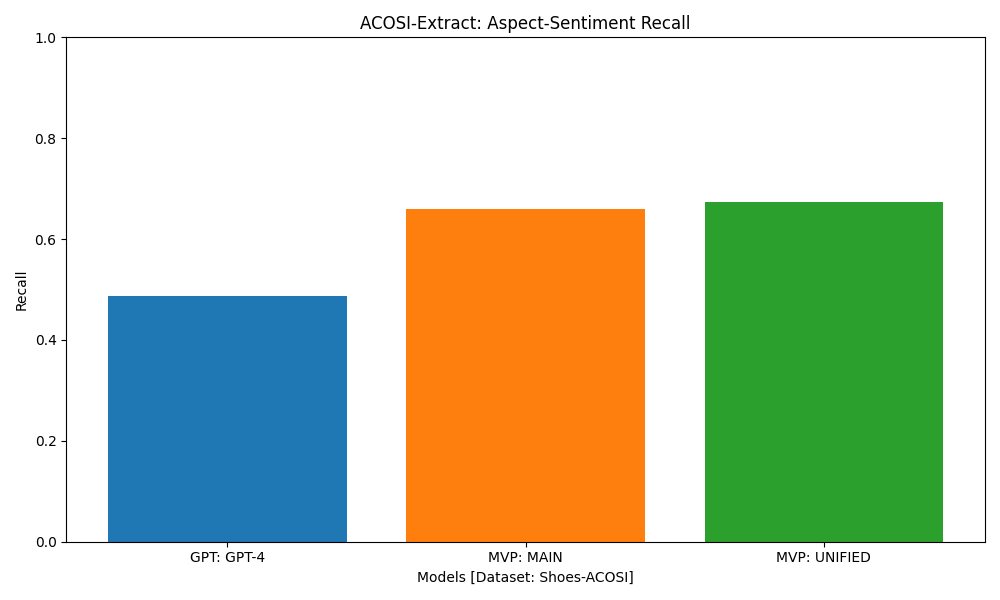 ACOSI-Extract: Aspect-Sentiment Recall
1.0
0.8
0.6
0.4
0.2
0.0
Recall
GPT: GPT-4
MVP: MAIN
MVP: UNIFIED
Models [Dataset: Shoes-ACOSI]